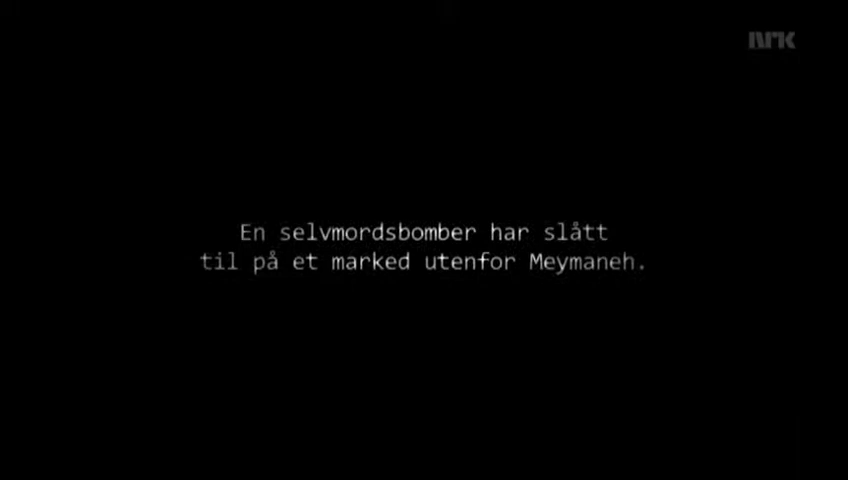 NRK
En selvmordsbomber har slått
til på et marked utenfor Meymaneh.